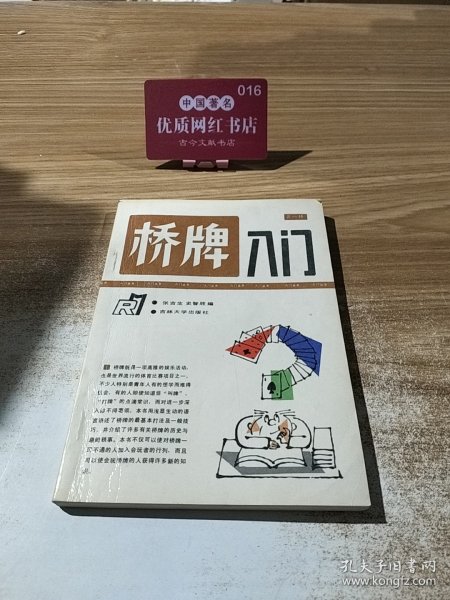 016
中国著名
优质网红书店
古今文献书店
桥牌入门
张吉生 编
吉林大学出版社
桥牌既是一项高雅的娱乐活动,
也是世界流行的体育比赛项目之一。
不少人特别是青年人有的想学而难得
机会,有的人即使知道些“叫牌”、
“打牌”的点滴常识,而对进一步深
入却不得要领。本书用浅显生动的语
言讲述了桥牌的最基本打法及一般技
巧,并介绍了许多有关桥牌的历史与
趣的轶事。本书不仅可以使对桥牌一
窍不通的人加入会玩者的行列,而且
可以使会玩桥牌的人获得许多新的知
孔夫子旧书网
www.kongfz.com